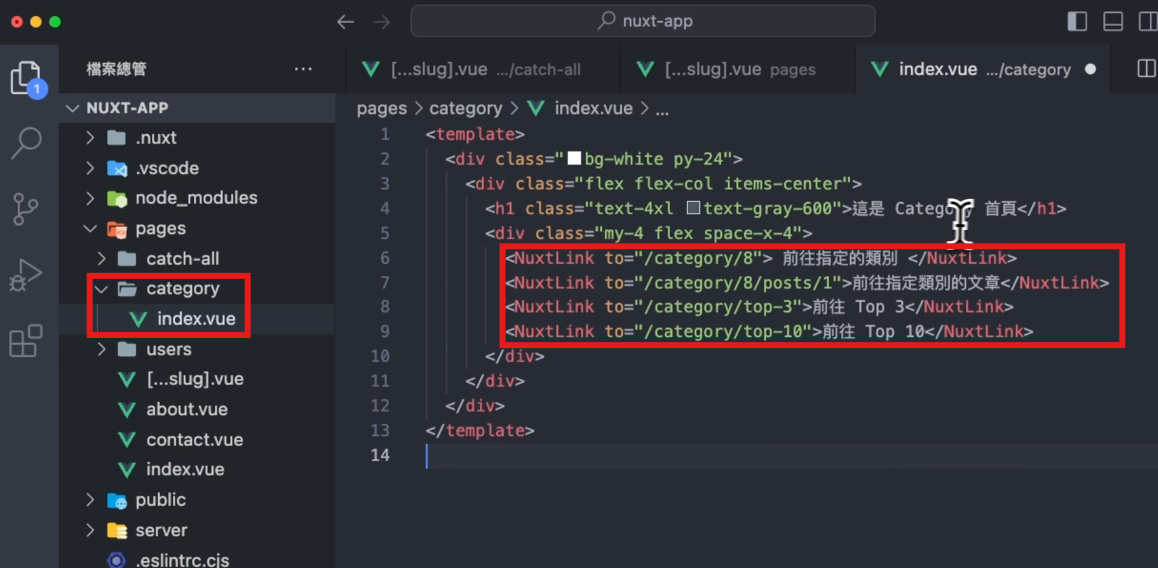 nuxt-app
1
檔案總管
NUXT-APP
.nuxt
.vscode
node_modules
pages
catch-all
category
index.vue
users
[...slug].vue
about.vue
contact.vue
index.vue
public
server
.eslintrc.cjs
[...slug].vue .../catch-all
[...slug].vue pages
index.vue .../category
pages > category > index.vue > ...
1 <template>
2 <div class="bg-white py-24">
3 <div class="flex flex-col items-center">
4 <h1 class="text-4xl text-gray-600">這是 Category 首頁</h1>
5 <div class="my-4 flex space-x-4">
6 <NuxtLink to="/category/8"> 前往指定的類別 </NuxtLink>
7 <NuxtLink to="/category/8/posts/1">前往指定類別的文章</NuxtLink>
8 <NuxtLink to="/category/top-3">前往 Top 3</NuxtLink>
9 <NuxtLink to="/category/top-10">前往 Top 10</NuxtLink>
10 </div>
11 </div>
12 </div>
13 </template>
14